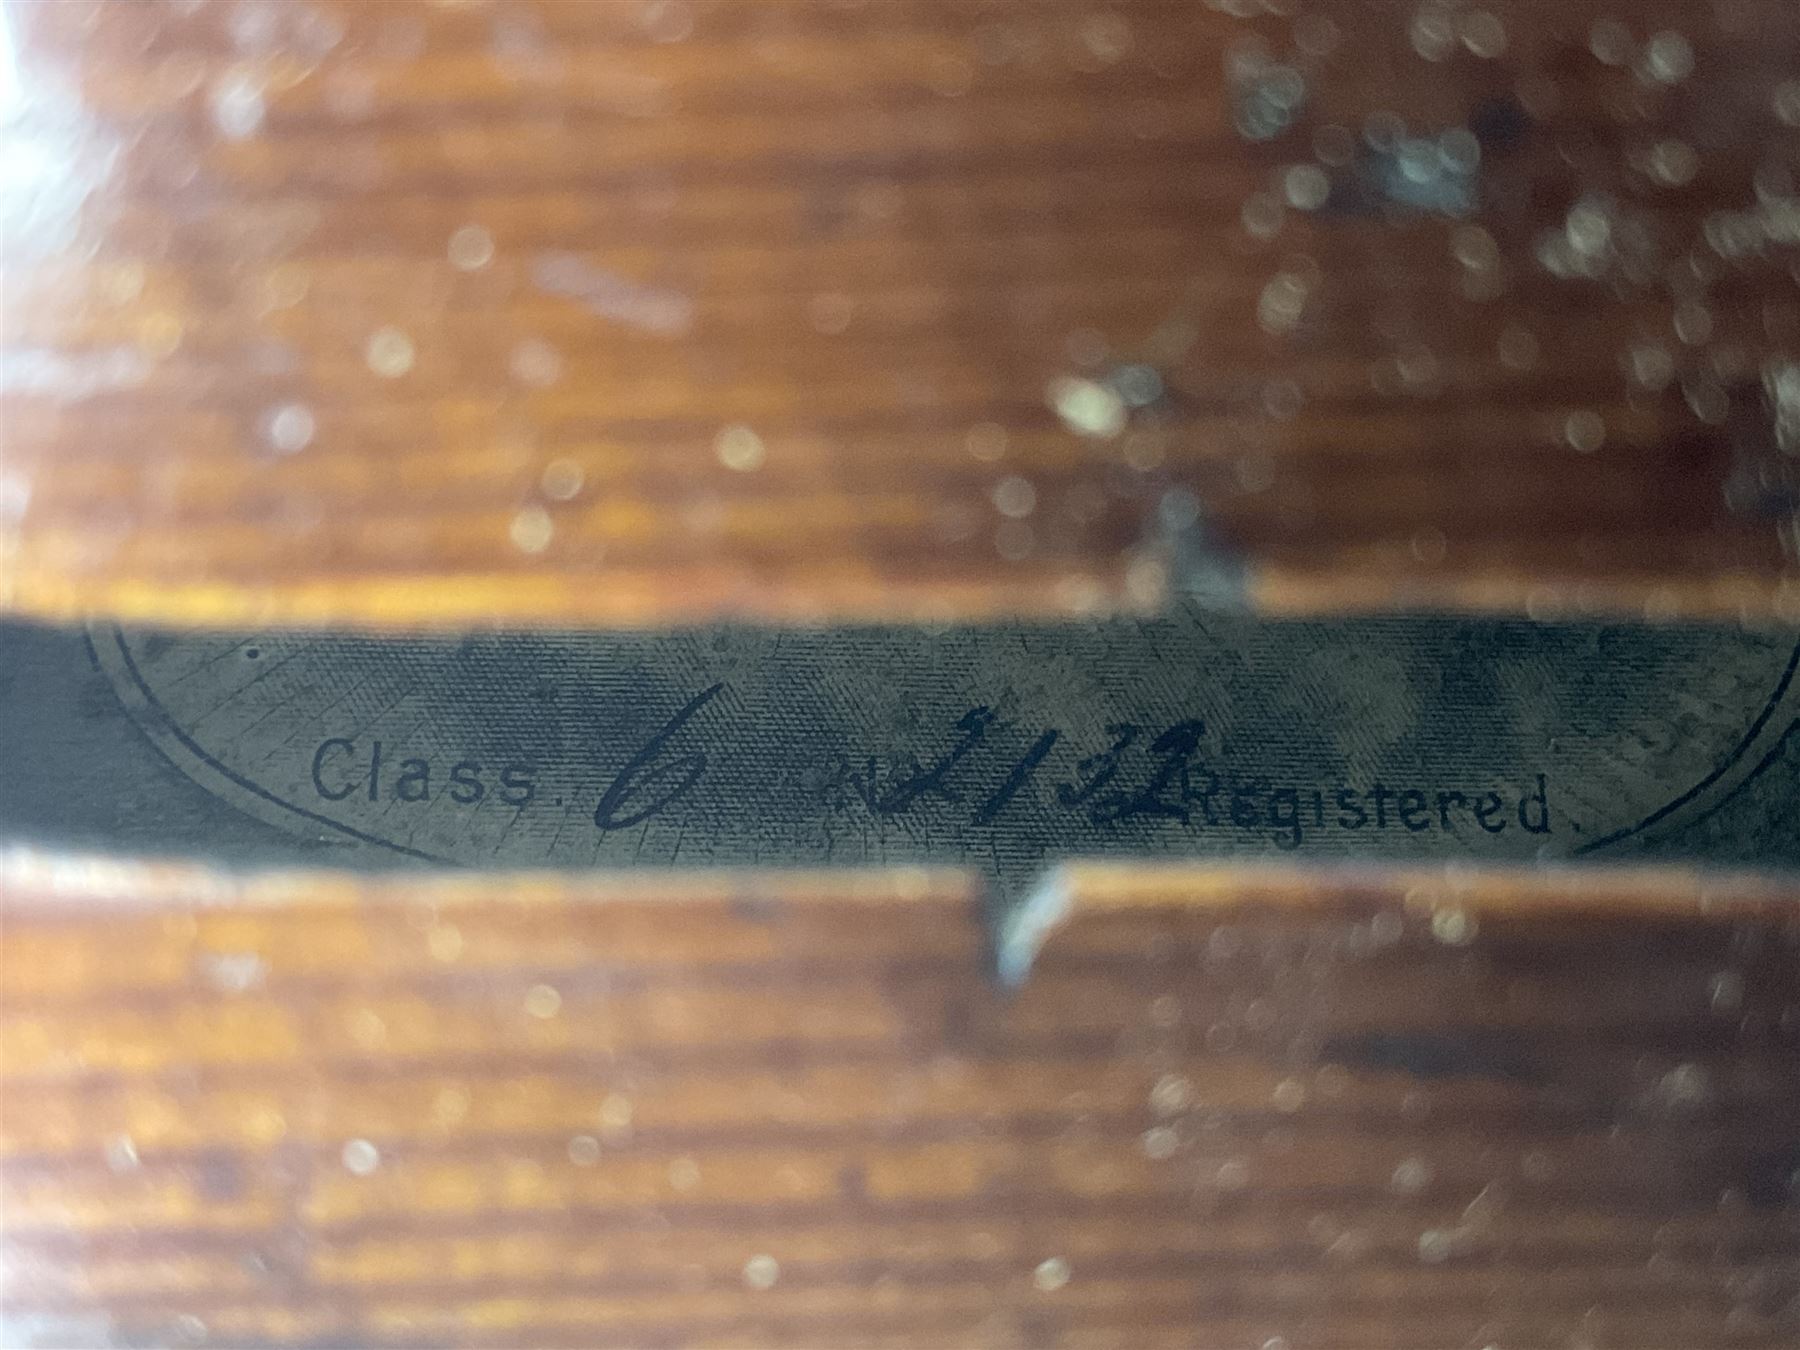 Class. 6 No 2132 Registered.